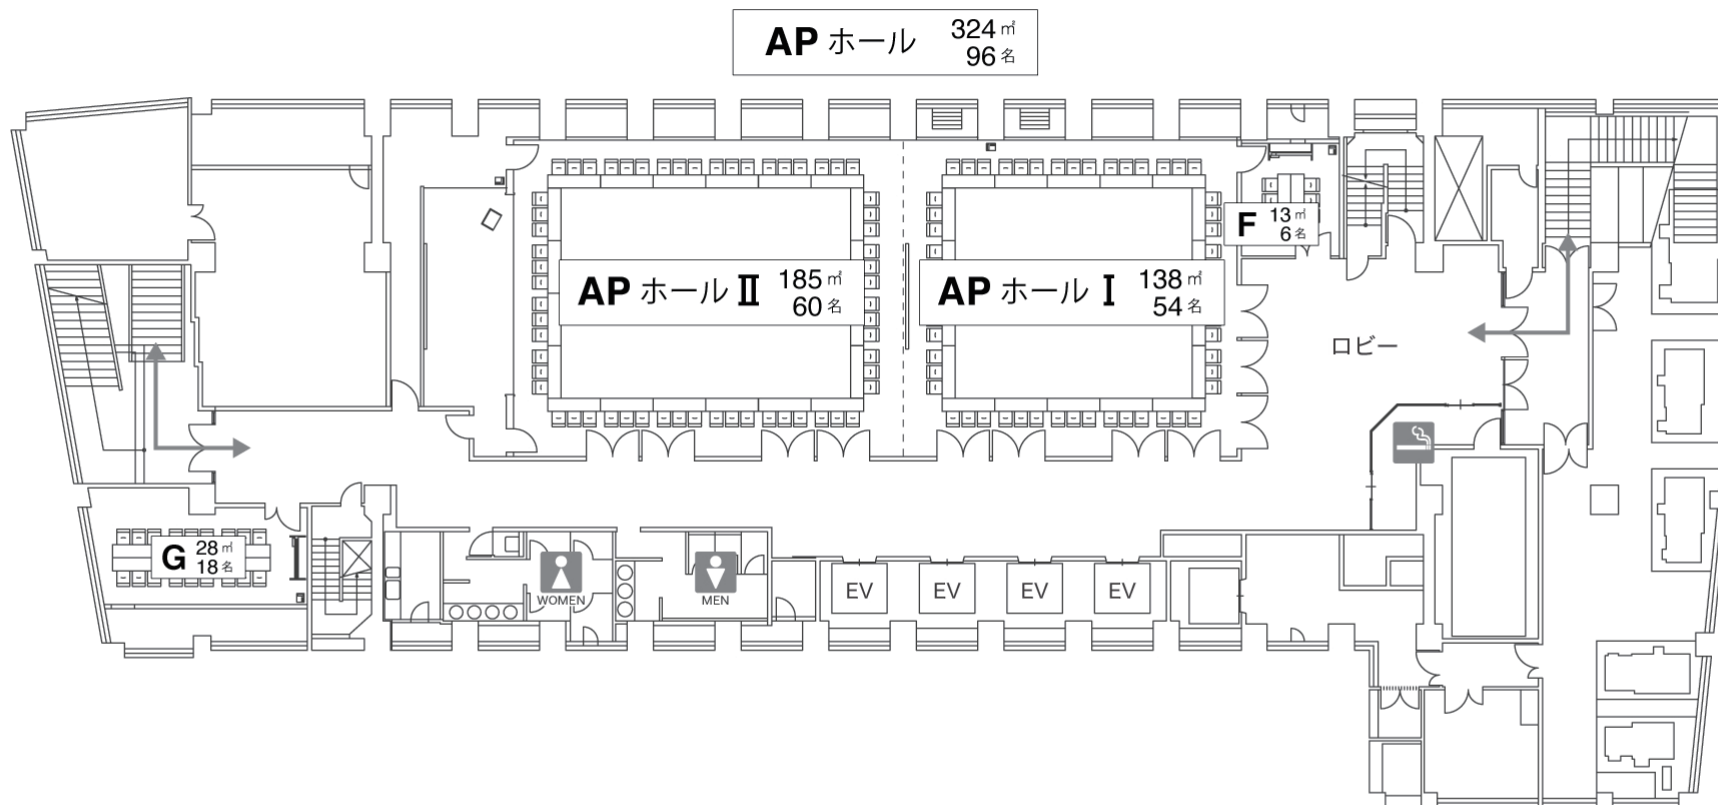 AP ホール 324㎡
96名
AP ホール Ⅱ 185㎡
60名
AP ホール Ⅰ 138㎡
54名
F 13㎡
6名
ロビー
G 28㎡
18名
WOMEN
MEN
EV
EV
EV
EV